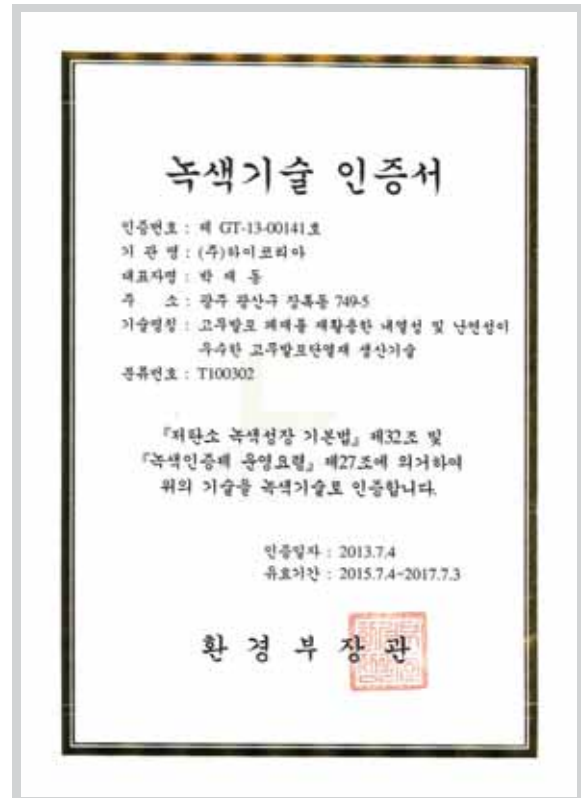 녹색기술 인증서
인증번호 : 제 GT-13-00141호
기 관 명 : (주)하이코리아
대표자명 : 박 재 동
주 소 : 광주 광산구 장록동 749-5
기술명칭 : 고무발포 폐재를 재활용한 내열성 및 난연성이
우수한 고무발포단열재 생산기술
분류번호 : T100302
『저탄소 녹색성장 기본법』 제32조 및
『녹색인증제 운영요령』 제27조에 의거하여
위의 기술을 녹색기술로 인증합니다.
인증일자 : 2013.7.4
유효기간 : 2015.7.4~2017.7.3
환 경 부 장 관